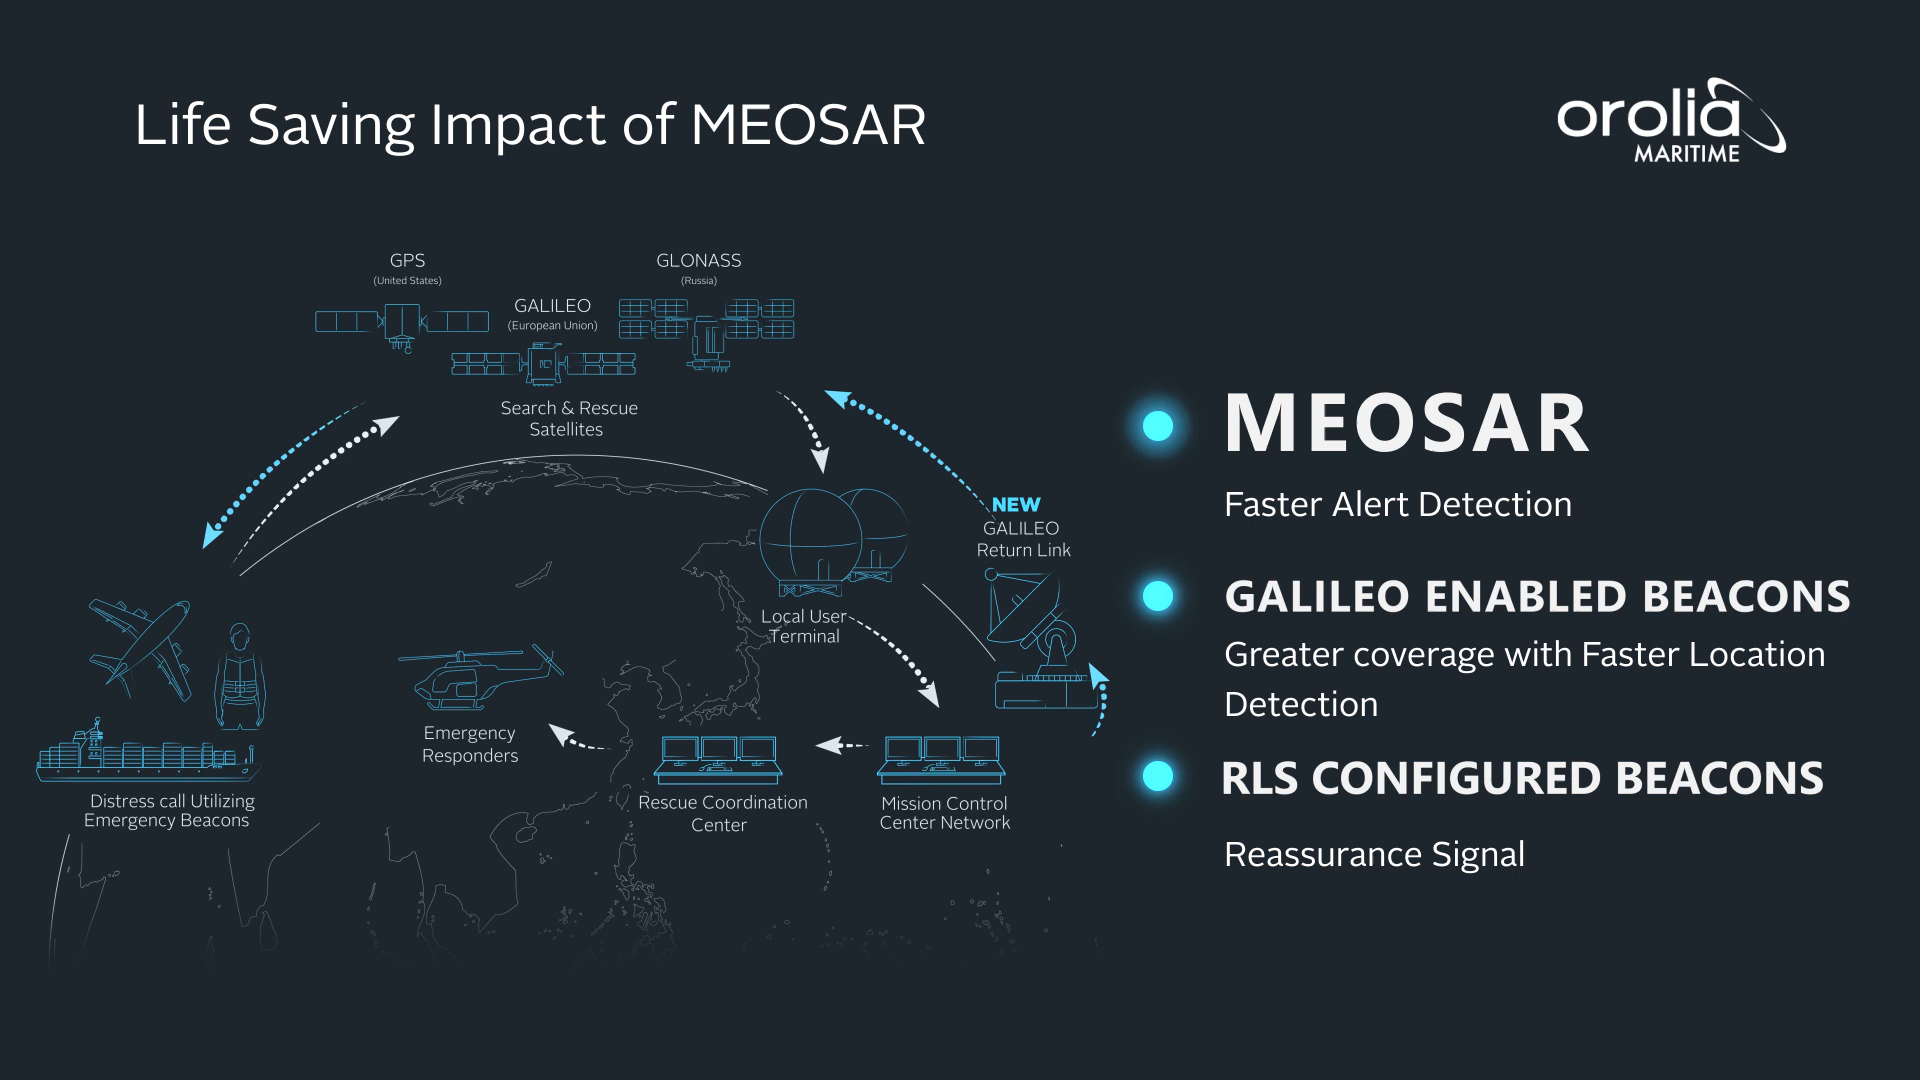 Life Saving Impact of MEOSAR
orolia
MARITIME
GPS
(United States)
GLONASS
(Russia)
GALILEO
(European Union)
Search & Rescue
Satellites
NEW
GALILEO
Return Link
Local User
Terminal
Emergency
Responders
Distress call Utilizing
Emergency Beacons
Rescue Coordination
Center
Mission Control
Center Network
MEOSAR
Faster Alert Detection
GALILEO ENABLED BEACONS
Greater coverage with Faster Location
Detection
RLS CONFIGURED BEACONS
Reassurance Signal